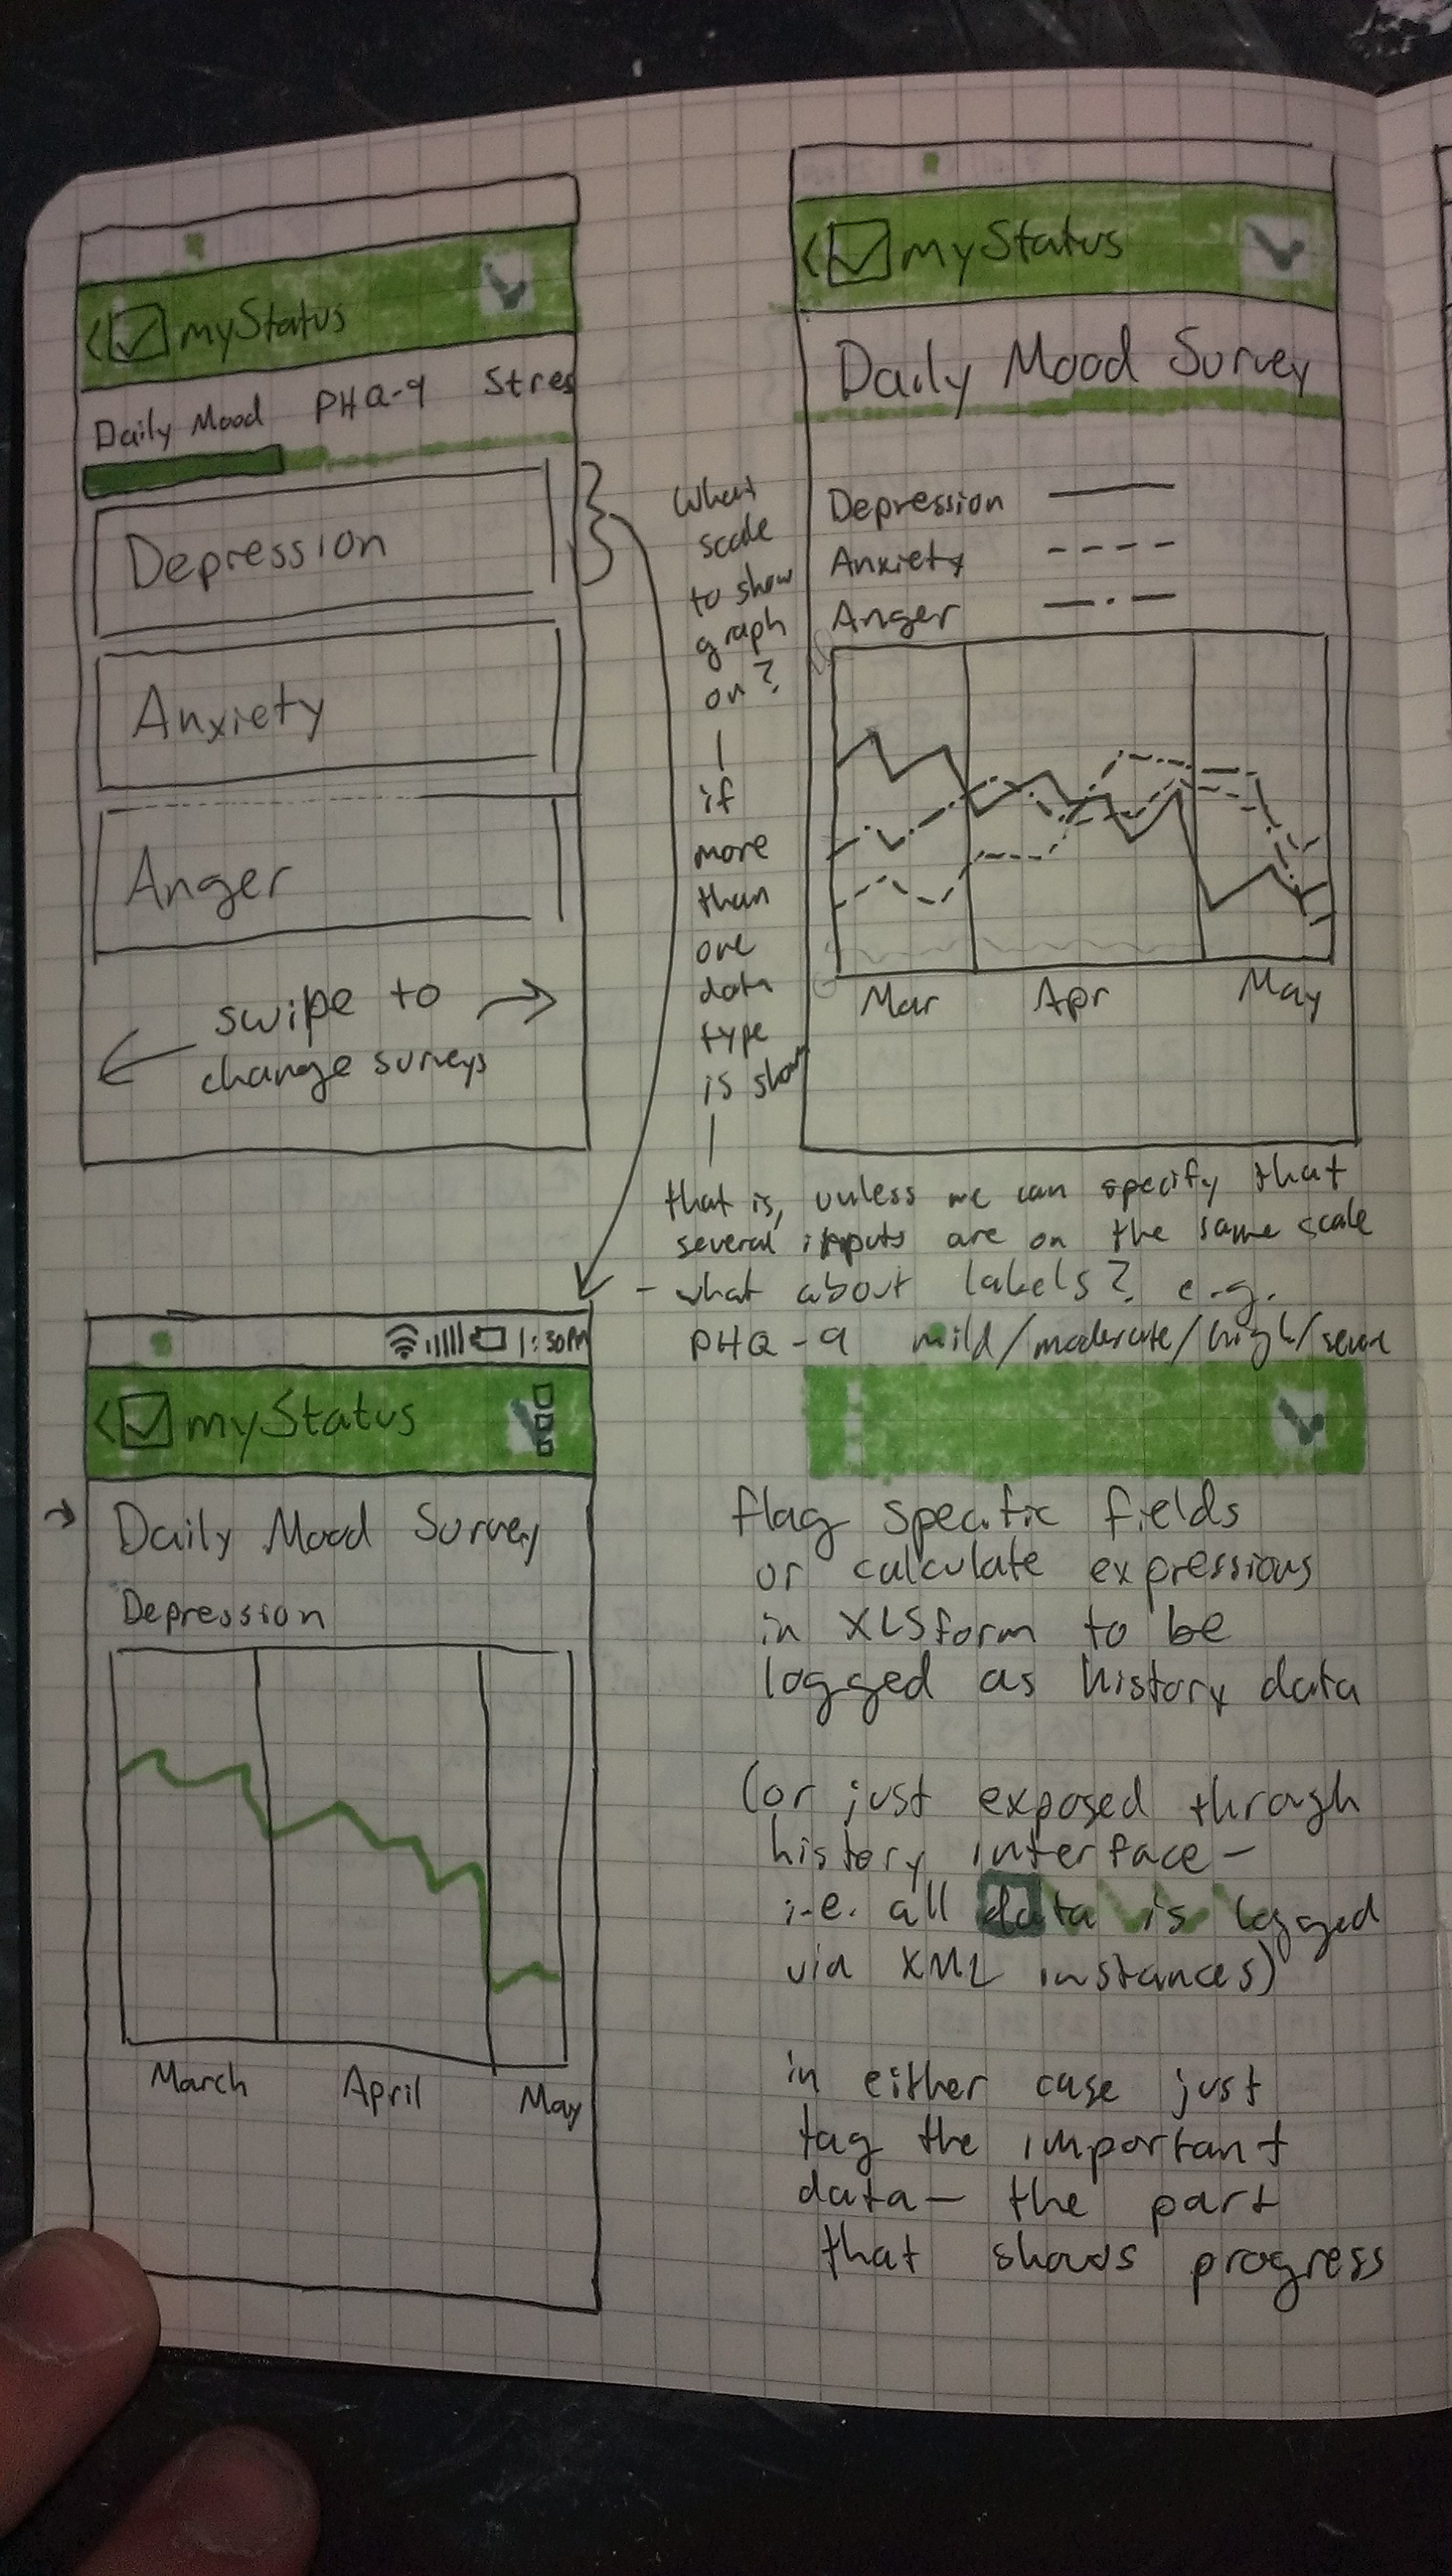 myStatus
Daily Mood PHQ-9 Stres
Depression
Anxiety
Anger
swipe to
change surveys
what
scale
to show
graph
on?
if
more
than
one
data
type
is show
that is, unless we can specify that
several inputs are on the same scale
- what about labels? e.g.
PHQ-9 mild/moderate/high/severe
myStatus
Daily Mood Survey
Depression
Anxiety
Anger
Mar Apr May
1:30PM
myStatus
Daily Mood Survey
Depression
March April May
flag specific fields
or calculate expressions
in XLSform to be
logged as history data
(or just exposed through
history interface-
i.e. all data is logged
via XML instances)
in either case just
tag the important
data- the part
that shows progress